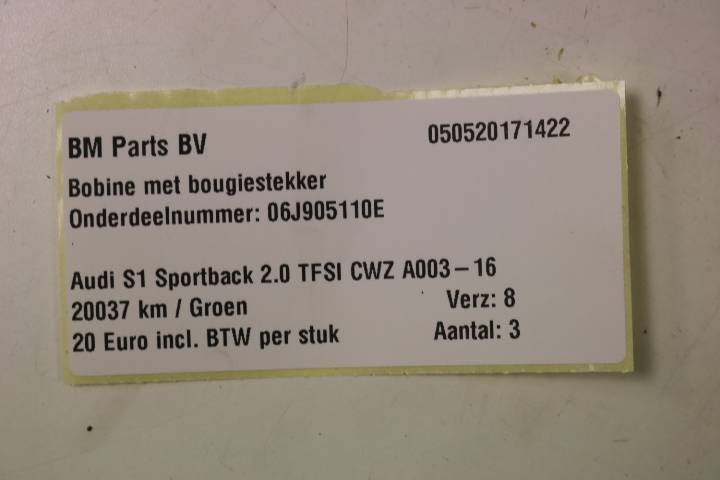 BM Parts BV 050520171422
Bobine met bougiestekker
Onderdeelnummer: 06J905110E
Audi S1 Sportback 2.0 TFSI CWZ A003-16
20037 km / Groen Verz: 8
20 Euro incl. BTW per stuk Aantal: 3